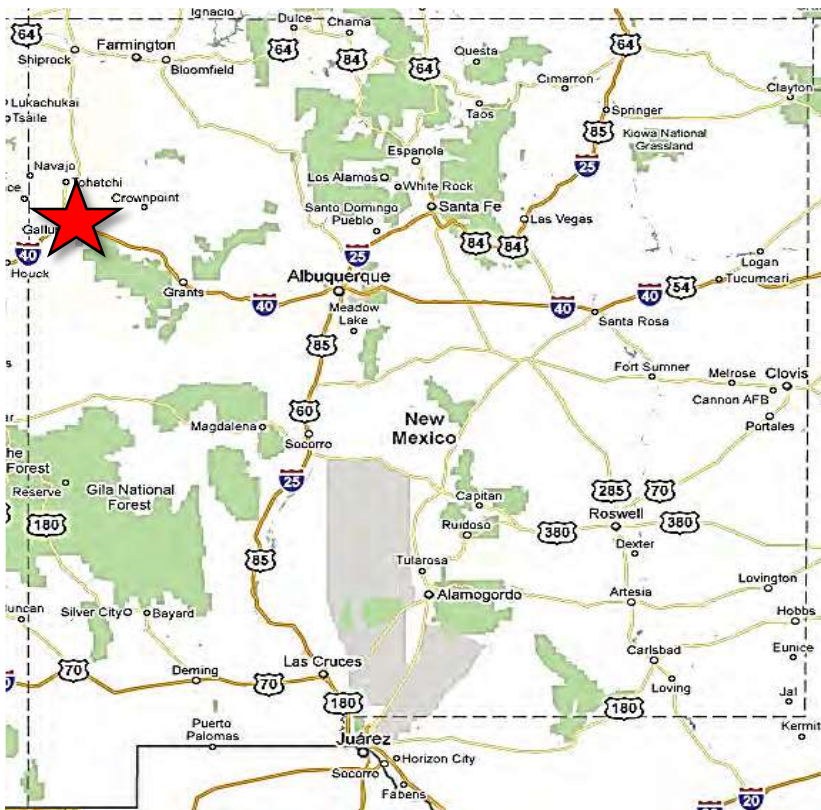 Ignacio
Dulce
Chama
64
Farmington
64
84
64
Questa
64
Shiprock
Bloomfield
Cimarron
Clayton
Lukachukai
Taos
Springer
Tsaile
85
Kiowa National
Grassland
Espanola
25
Navajo
Los Alamos
White Rock
Crownpoint
Santo Domingo
Pueblo
Santa Fe
Las Vegas
84
84
40
25
Houck
Logan
Albuquerque
54
Tucumcari
Grants
40
40
40
Meadow
Lake
Santa Rosa
85
Fort Sumner
Melrose
Clovis
Cannon AFB
60
New
Mexico
Portales
Magdalena
Socorro
Forest
25
Reserve
Gila National
Forest
285
70
Capitan
180
Roswell
Ruidoso
380
380
85
Dexter
Tularosa
Lovington
Alamogordo
Artesia
Silver City
Bayard
Hobbs
Las Cruces
Carlsbad
Eunice
70
Deming
70
Loving
180
Jal
180
Puerto
Palomas
Kermit
Juárez
Horizon City
Socorro
Fabens
10
20